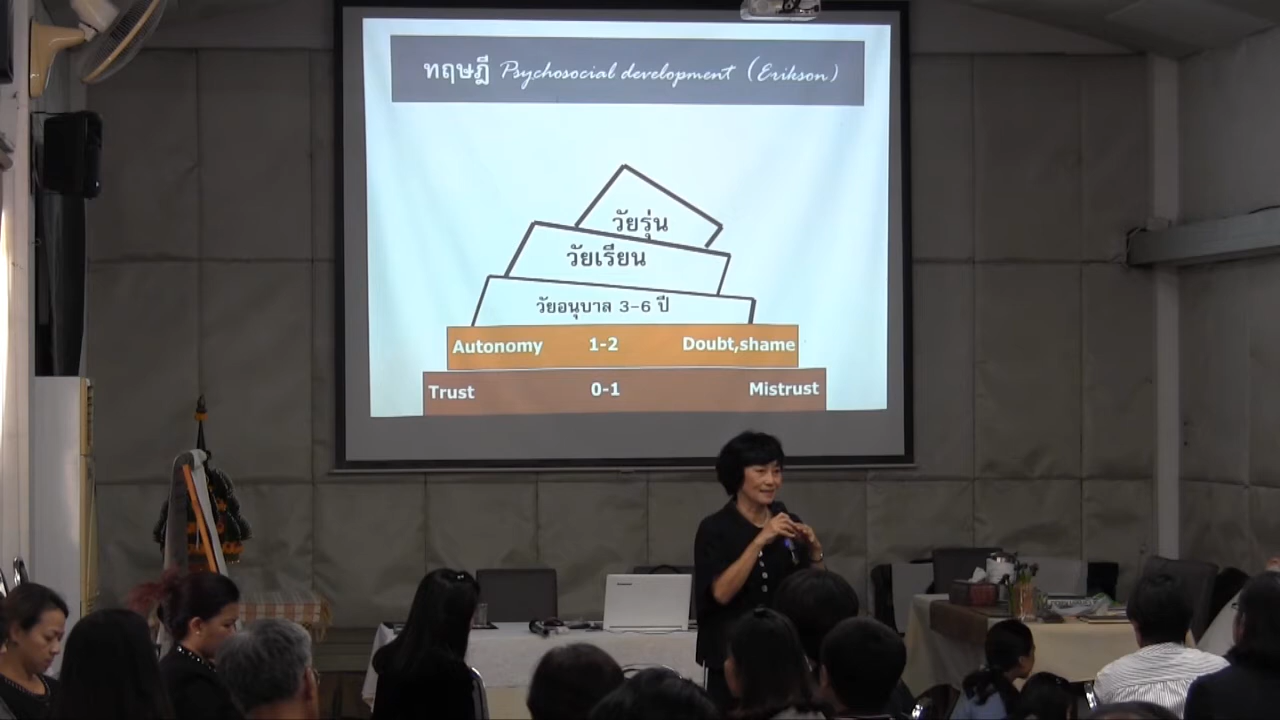 ทฤษฎี Psychosocial development (Erikson)
วัยรุ่น
วัยเรียน
วัยอนุบาล 3-6 ปี
Autonomy 1-2 Doubt,shame
Trust 0-1 Mistrust